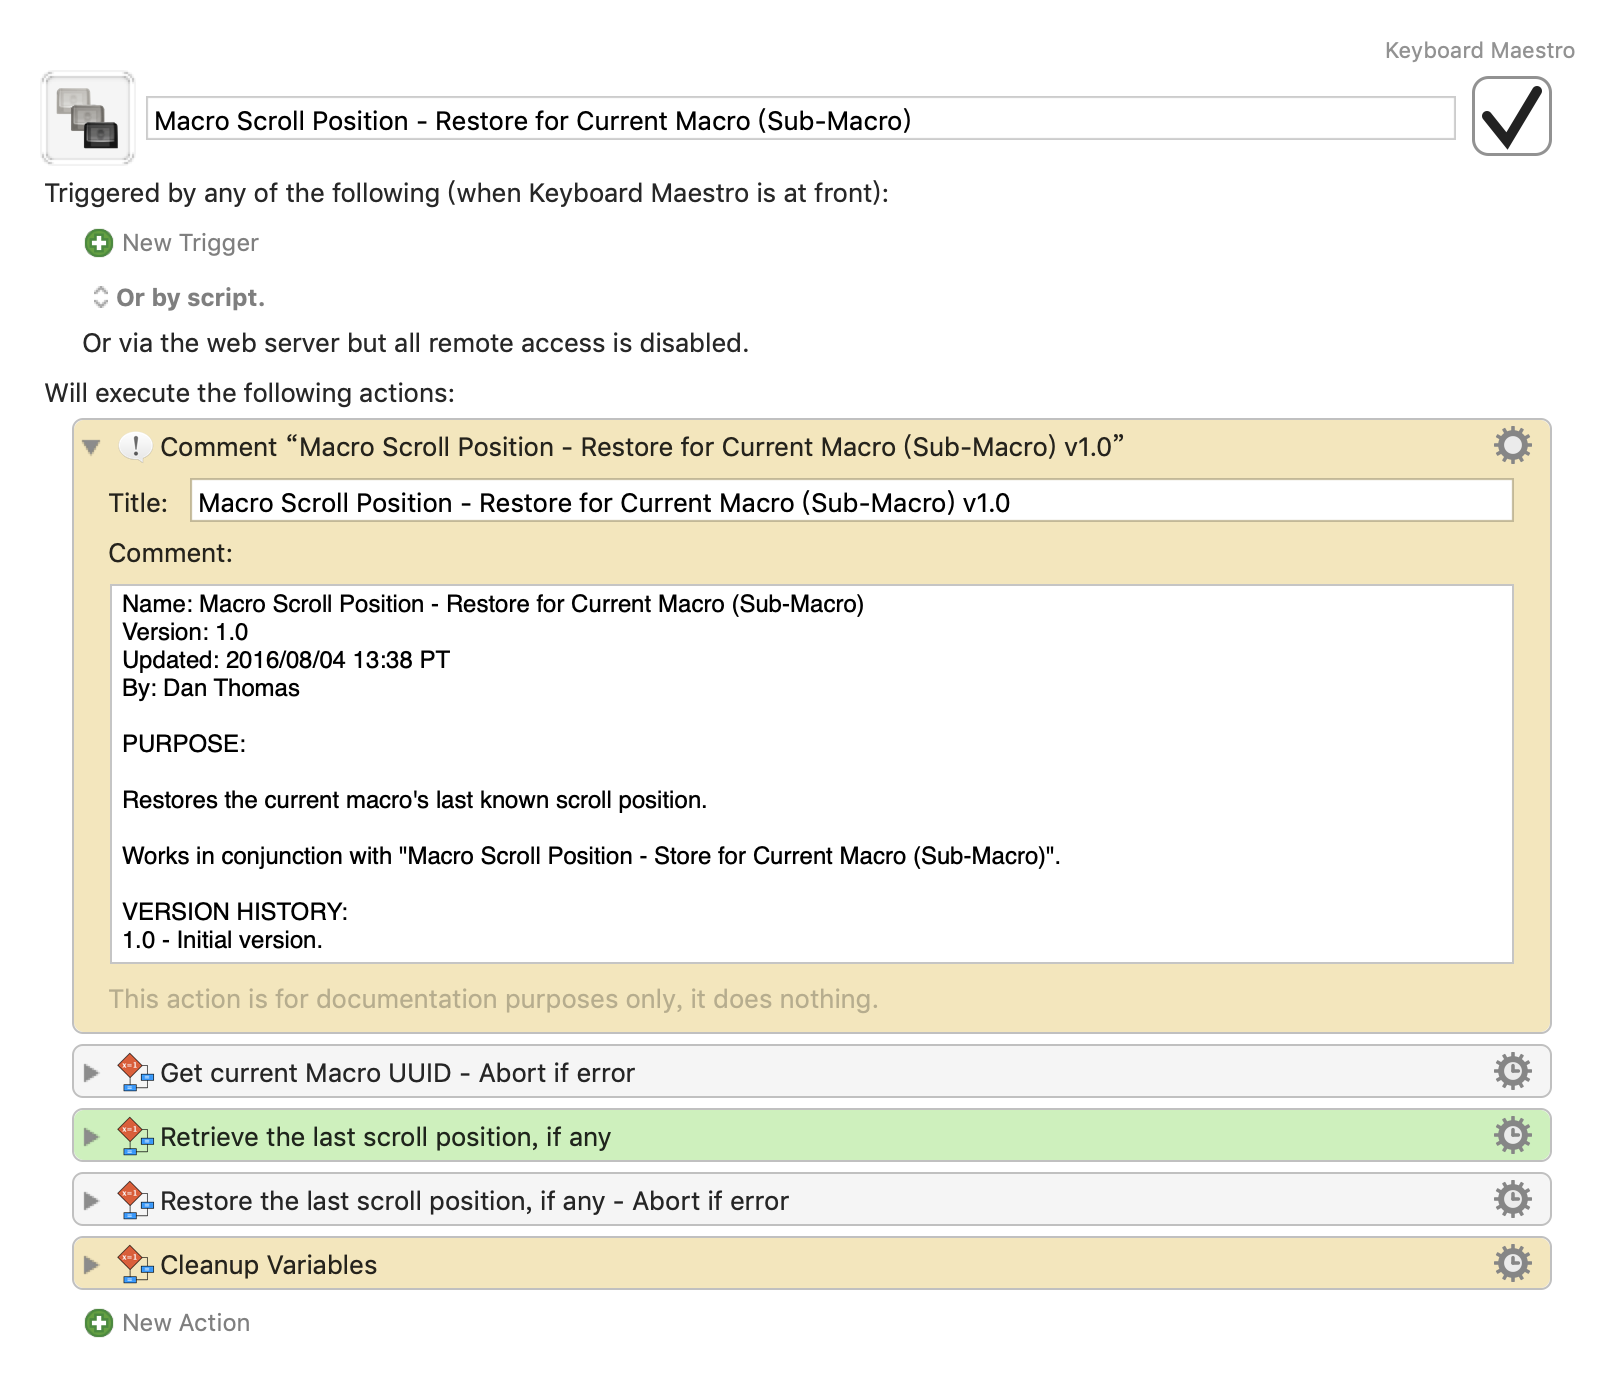 Keyboard Maestro
Macro Scroll Position - Restore for Current Macro (Sub-Macro)
Triggered by any of the following (when Keyboard Maestro is at front):
New Trigger
Or by script.
Or via the web server but all remote access is disabled.
Will execute the following actions:
Comment “Macro Scroll Position - Restore for Current Macro (Sub-Macro) v1.0”
Title: Macro Scroll Position - Restore for Current Macro (Sub-Macro) v1.0
Comment:
Name: Macro Scroll Position - Restore for Current Macro (Sub-Macro)
Version: 1.0
Updated: 2016/08/04 13:38 PT
By: Dan Thomas
PURPOSE:
Restores the current macro's last known scroll position.
Works in conjunction with "Macro Scroll Position - Store for Current Macro (Sub-Macro)".
VERSION HISTORY:
1.0 - Initial version.
This action is for documentation purposes only, it does nothing.
Get current Macro UUID - Abort if error
Retrieve the last scroll position, if any
Restore the last scroll position, if any - Abort if error
Cleanup Variables
New Action